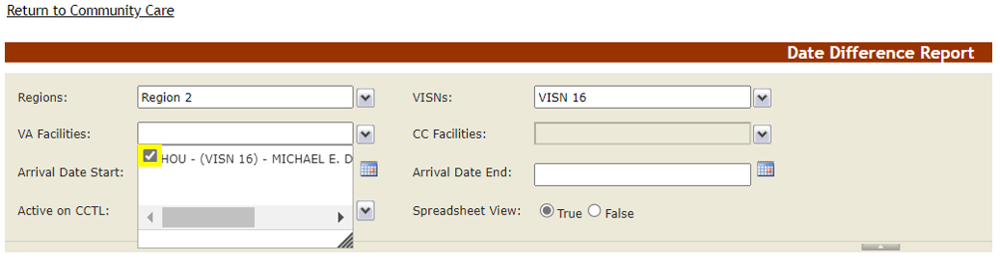 Return to Community Care
Date Difference Report
Regions: Region 2 VISNs: VISN 16
VA Facilities: CC Facilities:
HOU - (VISN 16) - MICHAEL E. D
Arrival Date Start: Arrival Date End:
Active on CCTL: Spreadsheet View: True False